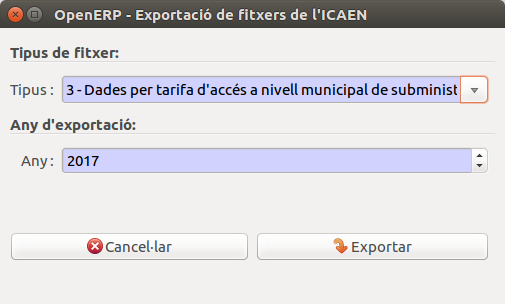 OpenERP - Exportació de fitxers de l'ICAEN
Tipus de fitxer:
Tipus : 3 - Dades per tarifa d'accés a nivell municipal de subminist
Any d'exportació:
Any : 2017
Cancel·lar Exportar